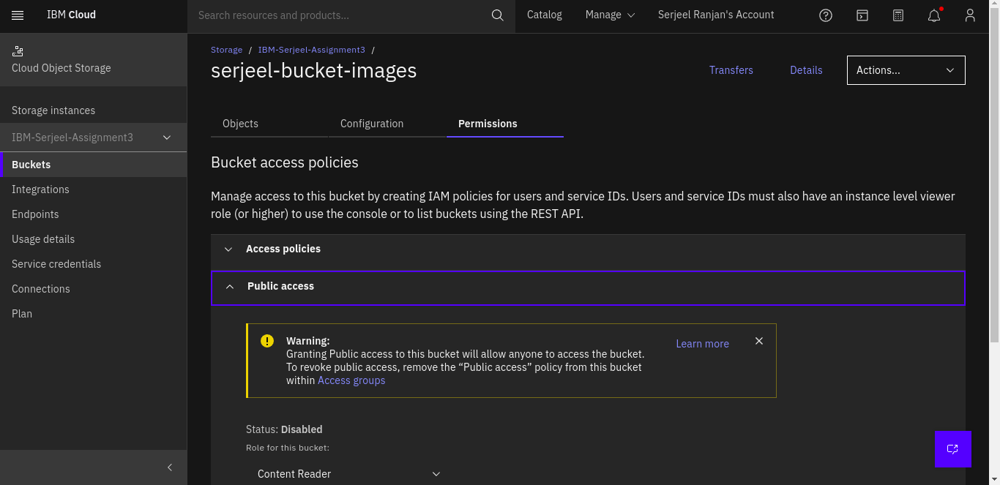 IBM Cloud
Search resources and products...
Catalog
Manage
Serjeel Ranjan's Account
Cloud Object Storage
Storage instances
IBM-Serjeel-Assignment3
Buckets
Integrations
Endpoints
Usage details
Service credentials
Connections
Plan
Storage / IBM-Serjeel-Assignment3 /
serjeel-bucket-images
Transfers
Details
Actions...
Objects
Configuration
Permissions
Bucket access policies
Manage access to this bucket by creating IAM policies for users and service IDs. Users and service IDs must also have an instance level viewer
role (or higher) to use the console or to list buckets using the REST API.
Access policies
Public access
Warning:
Granting Public access to this bucket will allow anyone to access the bucket.
To revoke public access, remove the “Public access” policy from this bucket
within Access groups
Learn more
Status: Disabled
Role for this bucket:
Content Reader